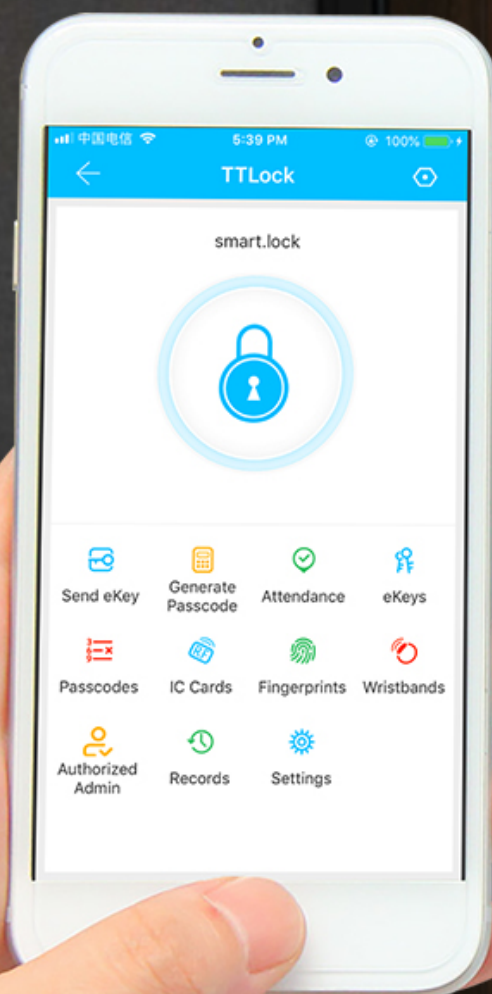 中国电信 5:39 PM 100%
TTLock
smart.lock
Send eKey
Generate
Passcode
Attendance
eKeys
Passcodes
IC Cards
Fingerprints
Wristbands
Authorized
Admin
Records
Settings